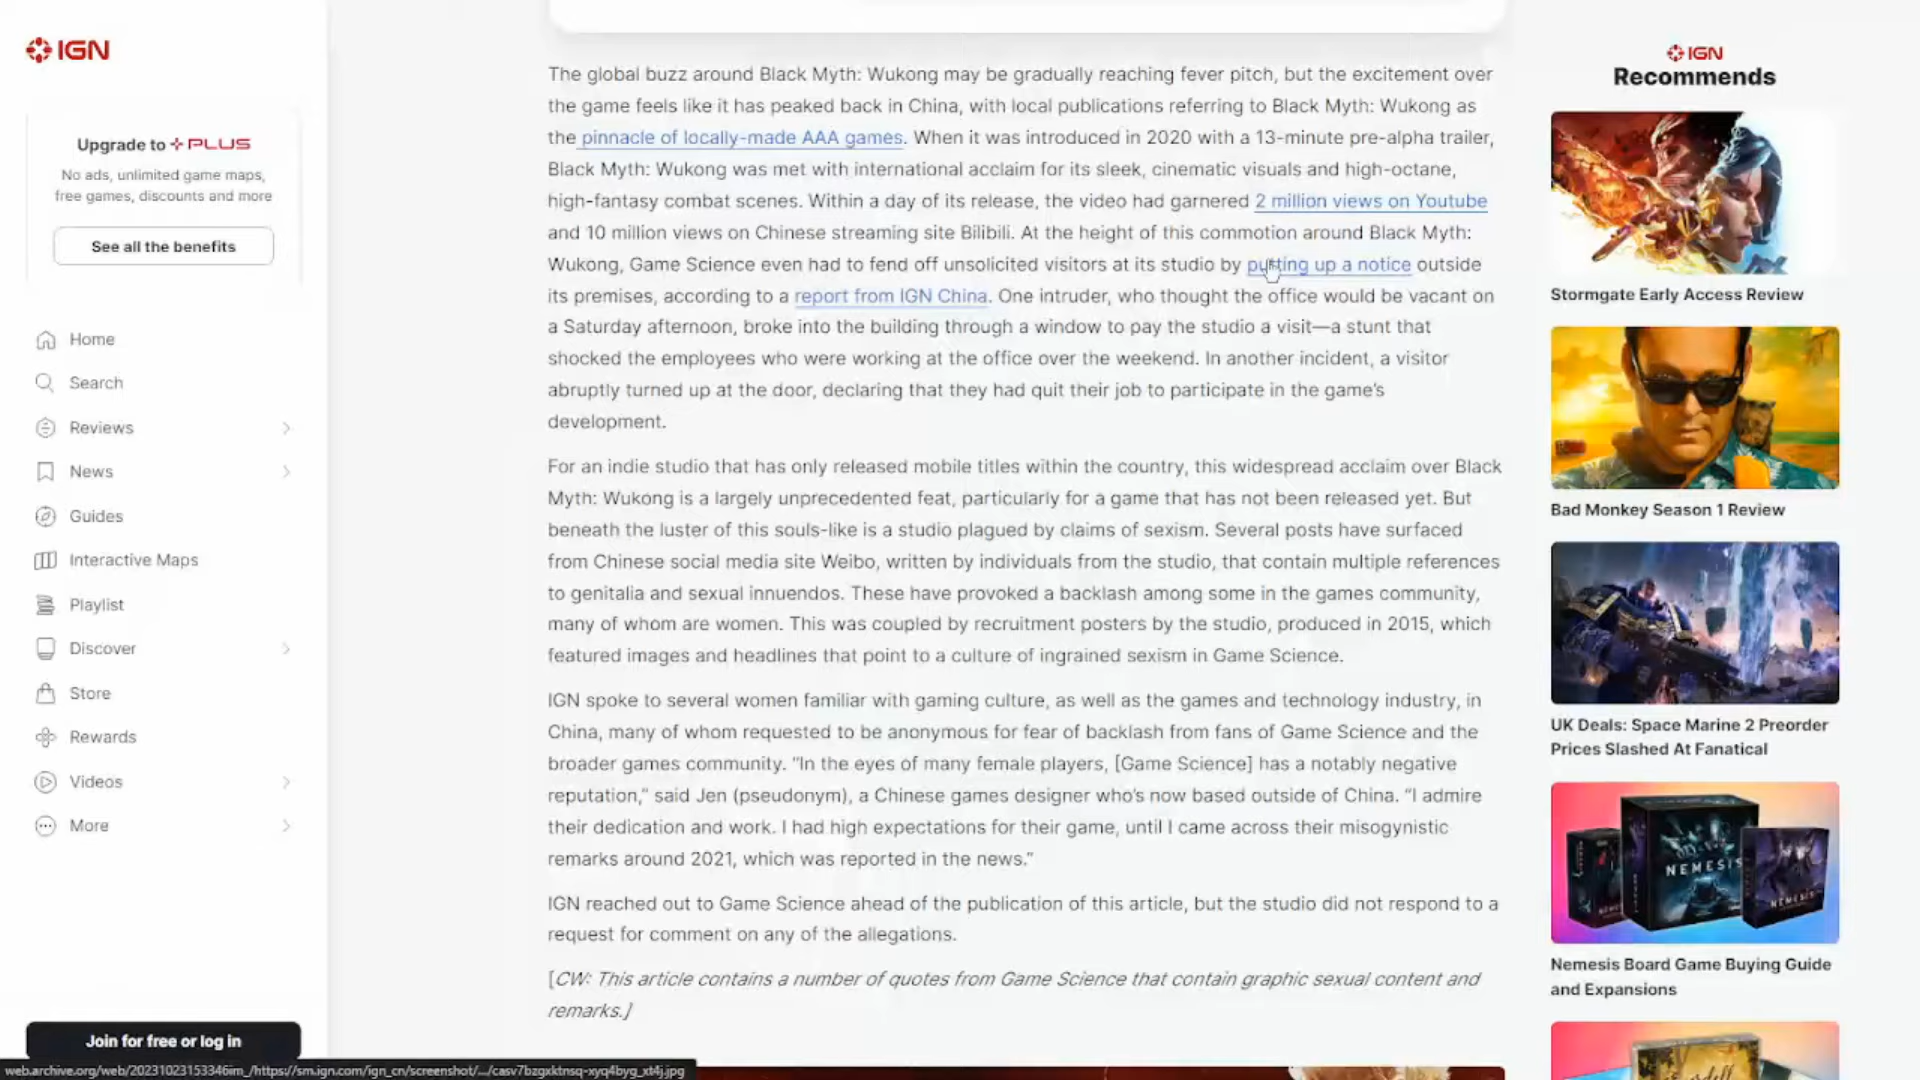 IGN
Upgrade to PLUS
No ads, unlimited game maps,
free games, discounts and more
See all the benefits
Home
Search
Reviews
News
Guides
Interactive Maps
Playlist
Discover
Store
Rewards
Videos
More
Join for free or log in
The global buzz around Black Myth: Wukong may be gradually reaching fever pitch, but the excitement over
the game feels like it has peaked back in China, with local publications referring to Black Myth: Wukong as
the pinnacle of locally-made AAA games. When it was introduced in 2020 with a 13-minute pre-alpha trailer,
Black Myth: Wukong was met with international acclaim for its sleek, cinematic visuals and high-octane,
high-fantasy combat scenes. Within a day of its release, the video had garnered 2 million views on Youtube
and 10 million views on Chinese streaming site Bilibili. At the height of this commotion around Black Myth:
Wukong, Game Science even had to fend off unsolicited visitors at its studio by putting up a notice outside
its premises, according to a report from IGN China. One intruder, who thought the office would be vacant on
a Saturday afternoon, broke into the building through a window to pay the studio a visit—a stunt that
shocked the employees who were working at the office over the weekend. In another incident, a visitor
abruptly turned up at the door, declaring that they had quit their job to participate in the game's
development.
For an indie studio that has only released mobile titles within the country, this widespread acclaim over Black
Myth: Wukong is a largely unprecedented feat, particularly for a game that has not been released yet. But
beneath the luster of this souls-like is a studio plagued by claims of sexism. Several posts have surfaced
from Chinese social media site Weibo, written by individuals from the studio, that contain multiple references
to genitalia and sexual innuendos. These have provoked a backlash among some in the games community,
many of whom are women. This was coupled by recruitment posters by the studio, produced in 2015, which
featured images and headlines that point to a culture of ingrained sexism in Game Science.
IGN spoke to several women familiar with gaming culture, as well as the games and technology industry, in
China, many of whom requested to be anonymous for fear of backlash from fans of Game Science and the
broader games community. "In the eyes of many female players, [Game Science] has a notably negative
reputation," said Jen (pseudonym), a Chinese games designer who's now based outside of China. "I admire
their dedication and work. I had high expectations for their game, until I came across their misogynistic
remarks around 2021, which was reported in the news."
IGN reached out to Game Science ahead of the publication of this article, but the studio did not respond to a
request for comment on any of the allegations.
[CW: This article contains a number of quotes from Game Science that contain graphic sexual content and
remarks.]
IGN
Recommends
Stormgate Early Access Review
Bad Monkey Season 1 Review
UK Deals: Space Marine 2 Preorder
Prices Slashed At Fanatical
NEMESIS
NEMESIS
Nemesis Board Game Buying Guide
and Expansions
web.archive.org/web/20231023153346im_/https://sm.ign.com/ign_cn/screenshot/.../casv7bzgxktnsq-xyq4byg_xt4j.jpg